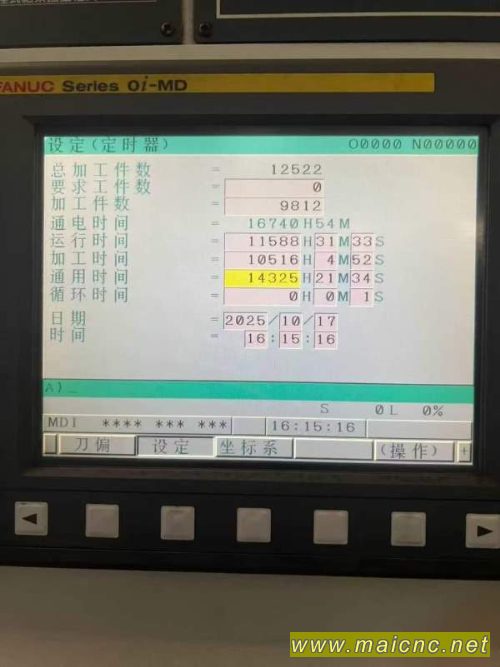 FANUC Series 0i-MD
设定(定时器) O0000 N00000
总加工件数 = 12522
要求工件数 = 0
加工件数 = 9812
通电时间 = 16740H54M
运行时间 = 11588H31M33S
加工时间 = 10516H 4M52S
通用时间 = 14325H21M34S
循环时间 = 0H 0M 1S
日期 = 2025/10/17
时间 = 16:15:16
A)_
S 0L 0%
MDI **** *** *** 16:15:16
刀偏 设定 坐标系 (操作) +
www.maicnc.net